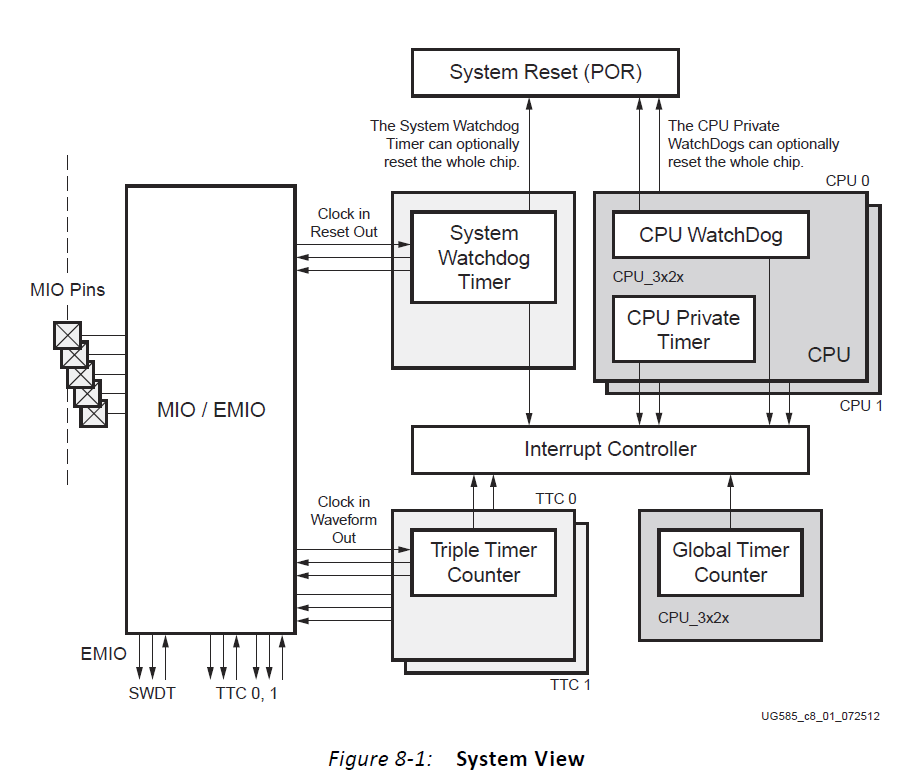 System Reset (POR)
The System Watchdog
Timer can optionally
reset the whole chip.
The CPU Private
WatchDogs can optionally
reset the whole chip.
CPU 0
Clock in
Reset Out
System
Watchdog
Timer
CPU WatchDog
CPU_3x2x
CPU Private
Timer
CPU
CPU 1
MIO Pins
MIO / EMIO
Interrupt Controller
TTC 0
Clock in
Waveform
Out
Triple Timer
Counter
Global Timer
Counter
CPU_3x2x
EMIO
SWDT
TTC 0, 1
TTC 1
UG585_c8_01_072512
Figure 8-1: System View